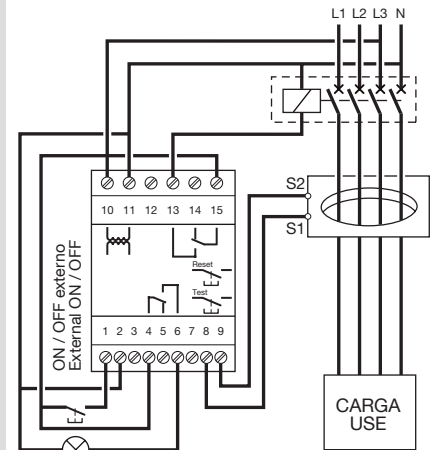 L1 L2 L3 N
S2
S1
10 11 12 13 14 15
Reset
Test
ON / OFF externo
External ON / OFF
1 2 3 4 5 6 7 8 9
CARGA
USE